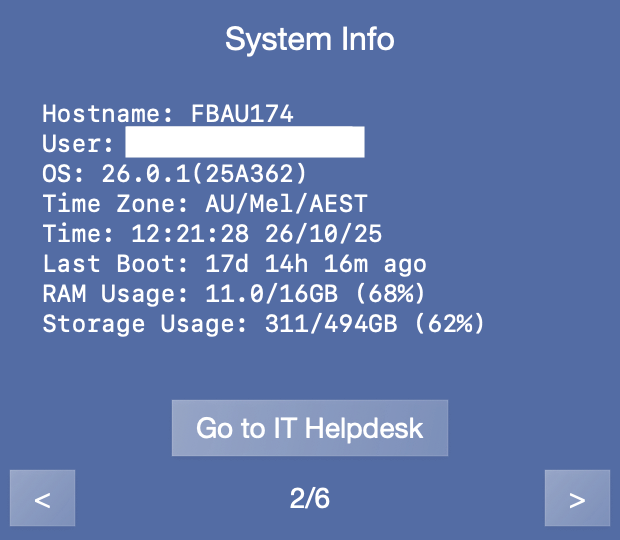 System Info
Hostname: FBAU174
User:
OS: 26.0.1(25A362)
Time Zone: AU/Mel/AEST
Time: 12:21:28 26/10/25
Last Boot: 17d 14h 16m ago
RAM Usage: 11.0/16GB (68%)
Storage Usage: 311/494GB (62%)
Go to IT Helpdesk
< 2/6 >